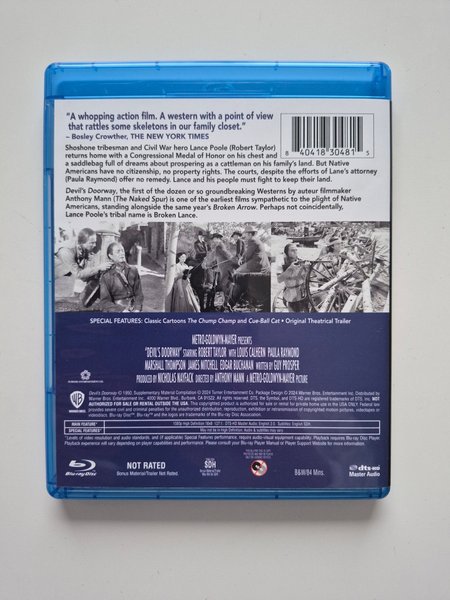 "A whopping action film. A western with a point of view
that rattles some skeletons in our family closet."
– Bosley Crowther, THE NEW YORK TIMES
Shoshone tribesman and Civil War hero Lance Poole (Robert Taylor)
returns home with a Congressional Medal of Honor on his chest and
a saddlebag full of dreams about prospering as a cattleman on his family's land. But Native
Americans have no citizenship, no property rights. The courts, despite the efforts of Lane's attorney
(Paula Raymond) offer no remedy. Lance and his people must fight to keep their land.
Devil's Doorway, the first of the dozen or so groundbreaking Westerns by auteur filmmaker
Anthony Mann (The Naked Spur) is one of the earliest films sympathetic to the plight of Native
Americans, standing alongside the same year's Broken Arrow. Perhaps not coincidentally,
Lance Poole's tribal name is Broken Lance.
8 40418 30481 5
SPECIAL FEATURES: Classic Cartoons The Chump Champ and Cue-Ball Cat • Original Theatrical Trailer
METRO-GOLDWYN-MAYER PRESENTS
"DEVIL'S DOORWAY" STARRING ROBERT TAYLOR WITH LOUIS CALHERN PAULA RAYMOND
MARSHALL THOMPSON JAMES MITCHELL EDGAR BUCHANAN WRITTEN BY GUY TROSPER
PRODUCED BY NICHOLAS NAYFACK DIRECTED BY ANTHONY MANN A METRO-GOLDWYN-MAYER PICTURE
WB
MAIN FEATURE
Blu-ray Disc
NOT RATED
Bonus Material/Trailer Not Rated.
SDH
B&W/84 Mins.
dts-HD
Master Audio